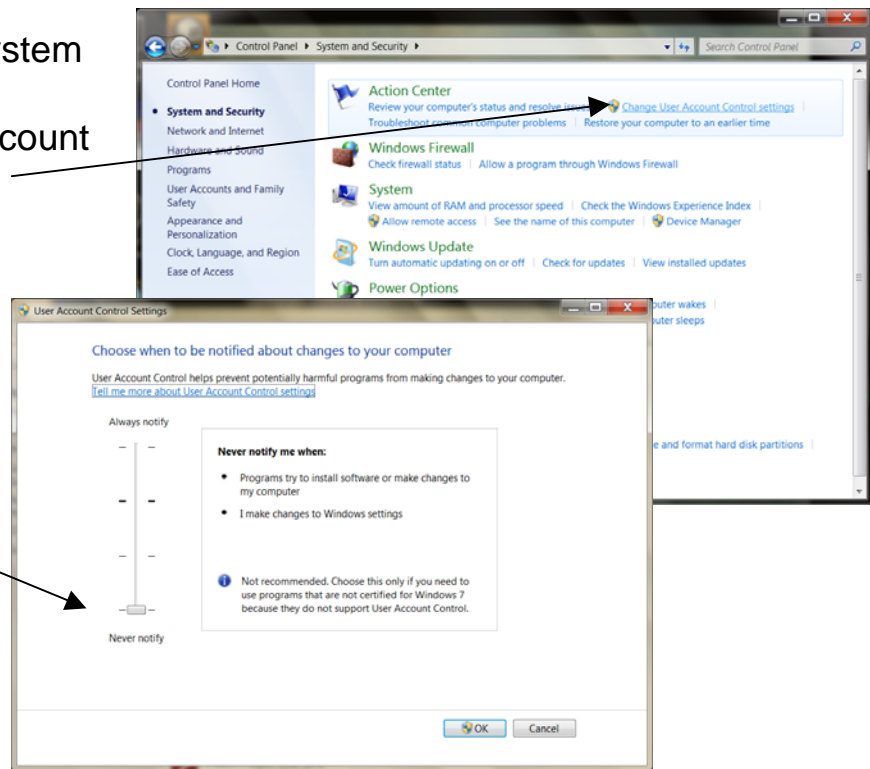 ystem
count
Control Panel ▸ System and Security ▸
Search Control Panel
Control Panel Home
System and Security
Network and Internet
Hardware and Sound
Programs
User Accounts and Family
Safety
Appearance and
Personalization
Clock, Language, and Region
Ease of Access
Action Center
Review your computer's status and resolve issue Change User Account Control settings
Troubleshoot common computer problems Restore your computer to an earlier time
Windows Firewall
Check firewall status Allow a program through Windows Firewall
System
View amount of RAM and processor speed Check the Windows Experience Index
Allow remote access See the name of this computer Device Manager
Windows Update
Turn automatic updating on or off Check for updates View installed updates
Power Options
puter wakes
puter sleeps
e and format hard disk partitions
User Account Control Settings
Choose when to be notified about changes to your computer
User Account Control helps prevent potentially harmful programs from making changes to your computer.
Tell me more about User Account Control settings
Always notify
Never notify me when:
• Programs try to install software or make changes to
my computer
• I make changes to Windows settings
Not recommended. Choose this only if you need to
use programs that are not certified for Windows 7
because they do not support User Account Control.
Never notify
OK Cancel